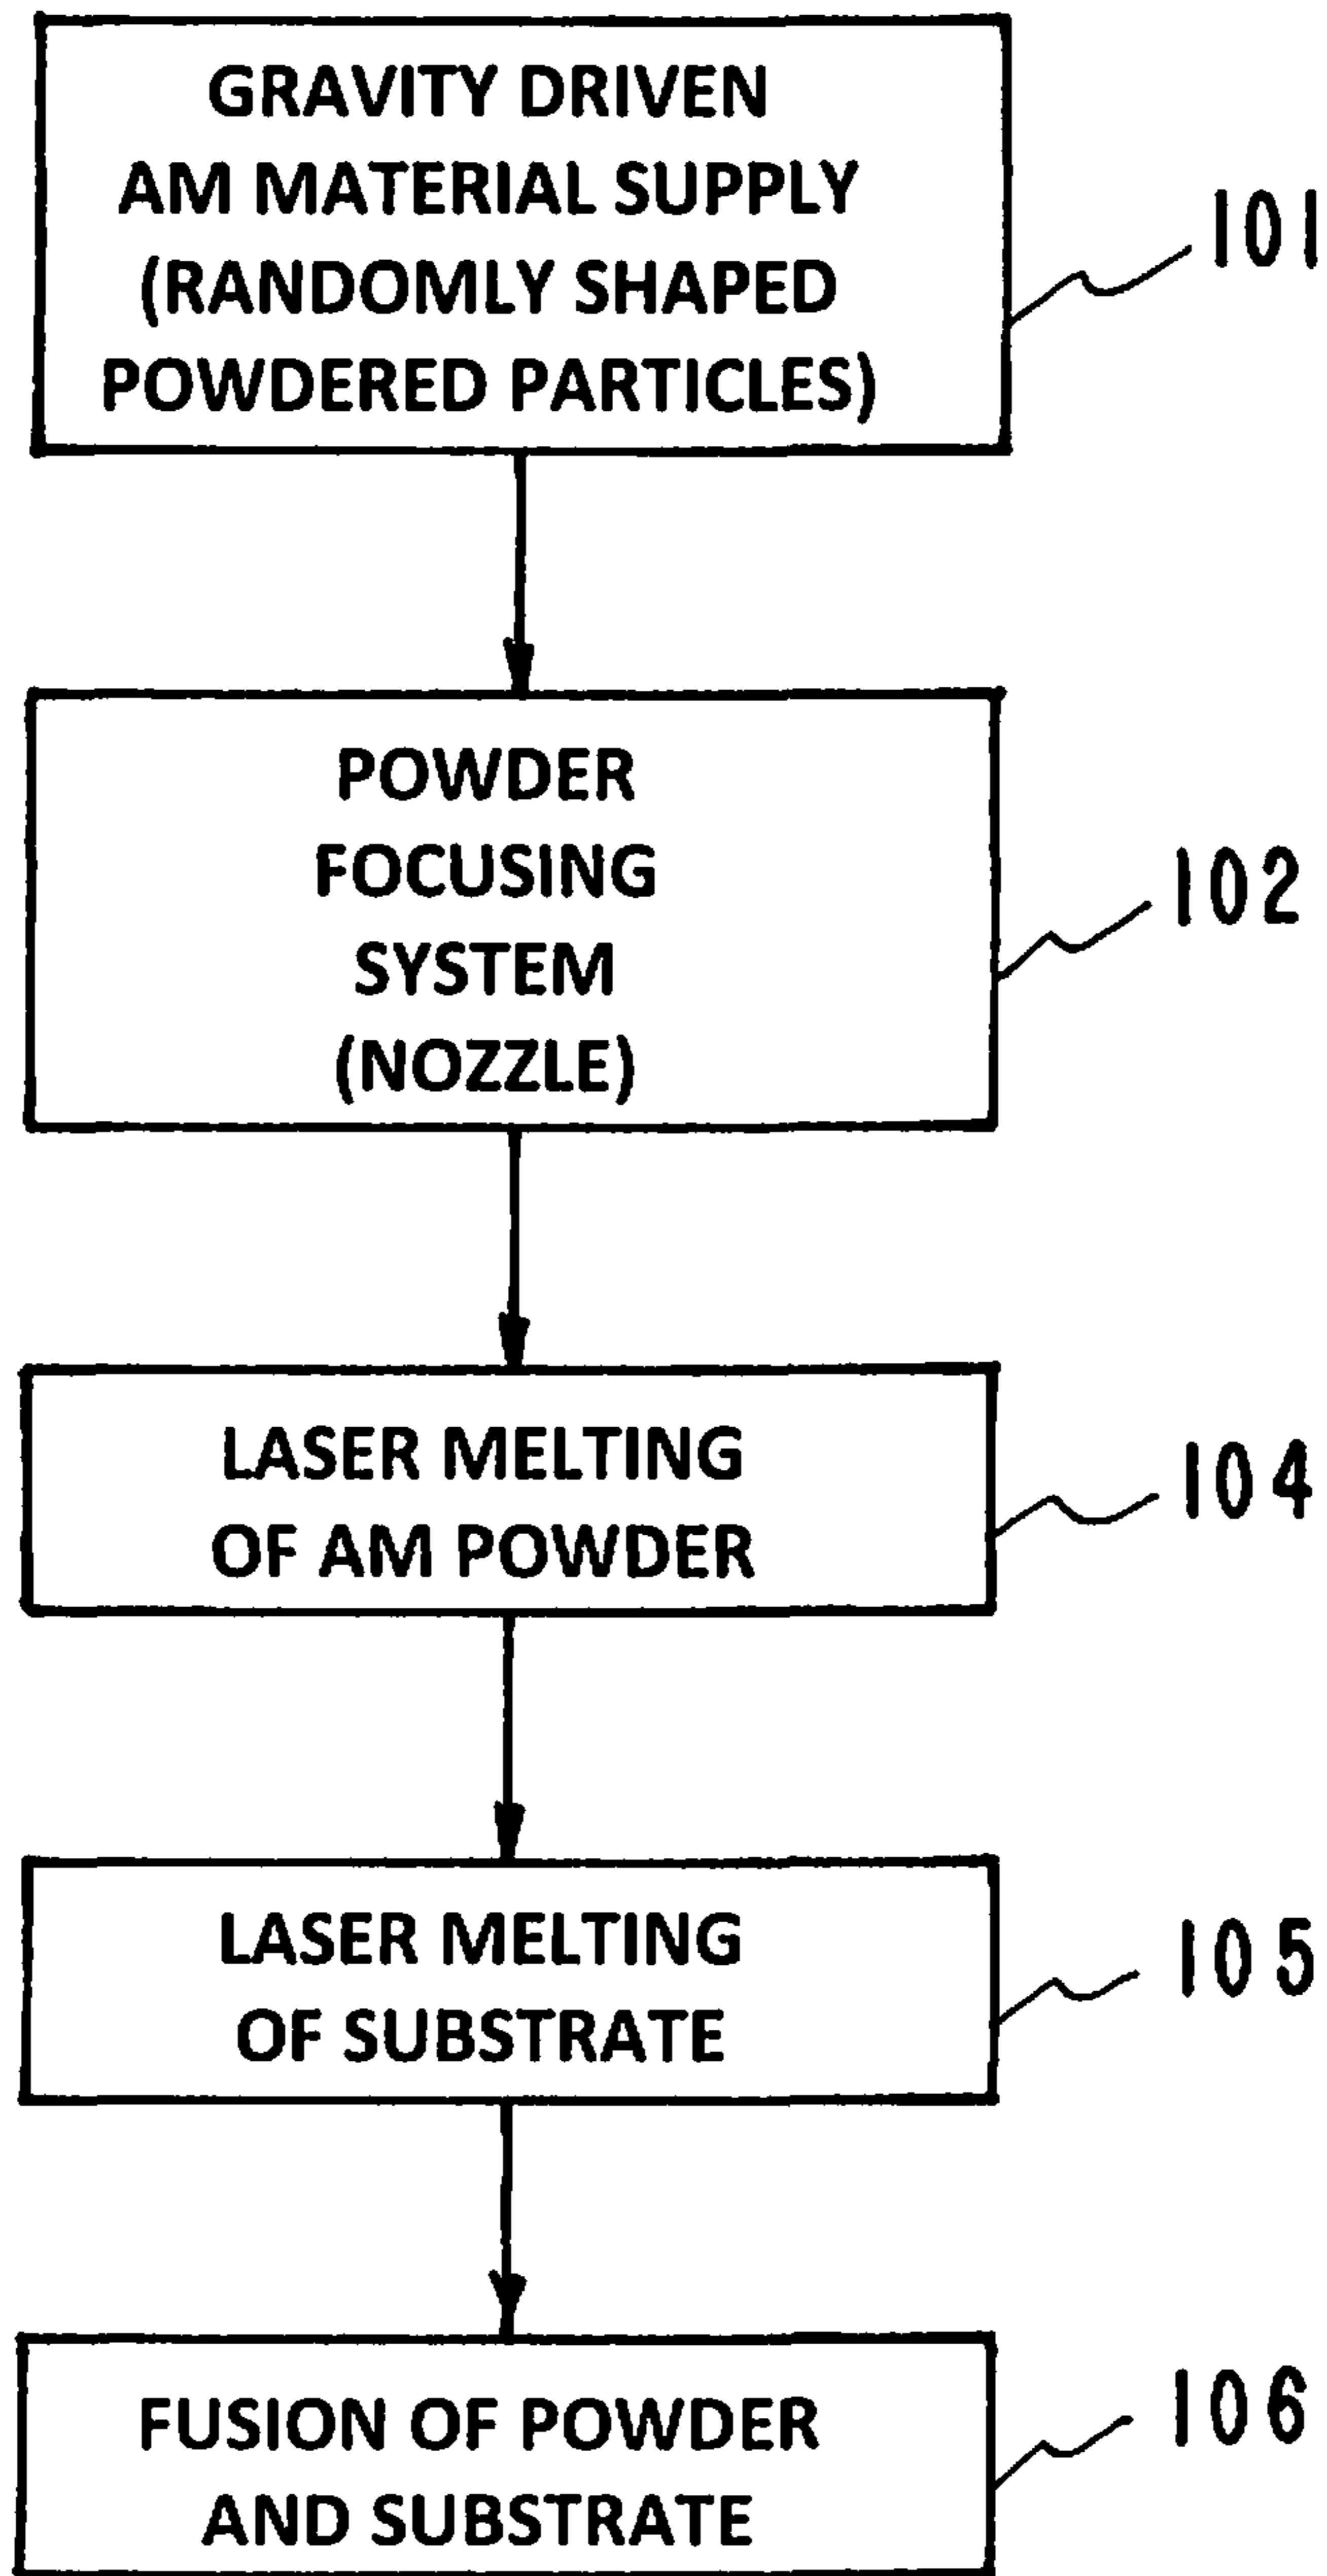 GRAVITY DRIVEN
AM MATERIAL SUPPLY
(RANDOMLY SHAPED
POWDERED PARTICLES)
101
POWDER
FOCUSING
SYSTEM
(NOZZLE)
102
LASER MELTING
OF AM POWDER
104
LASER MELTING
OF SUBSTRATE
105
FUSION OF POWDER
AND SUBSTRATE
106